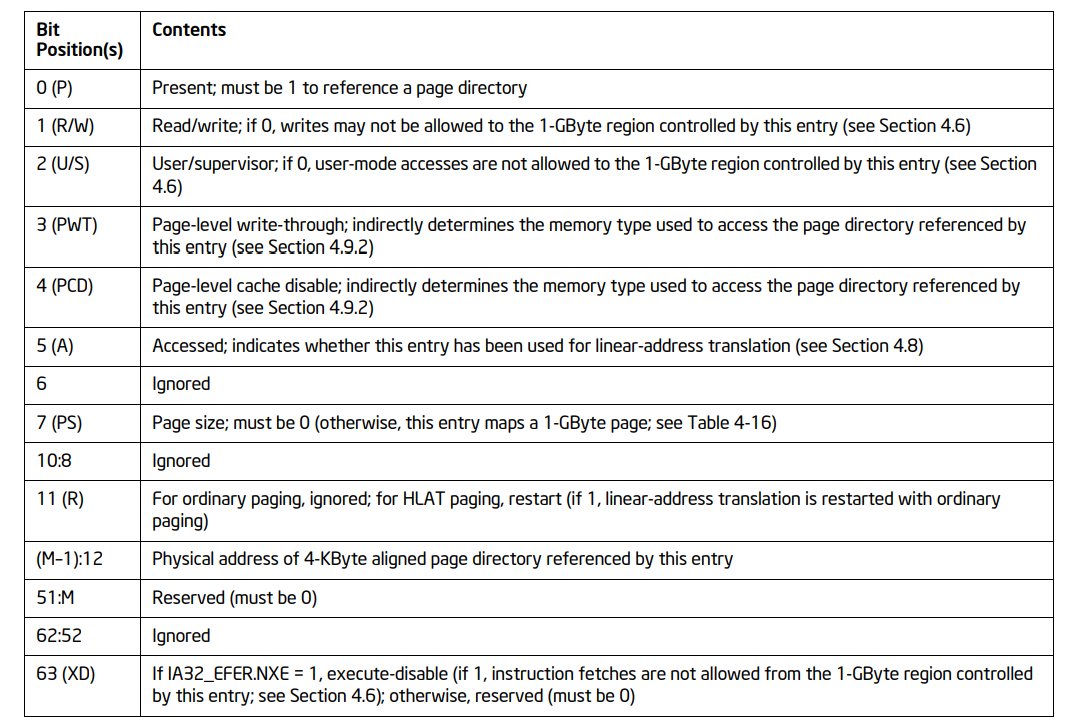 Bit
Position(s)
Contents
0 (P)
Present; must be 1 to reference a page directory
1 (R/W)
Read/write; if 0, writes may not be allowed to the 1-GByte region controlled by this entry (see Section 4.6)
2 (U/S)
User/supervisor; if 0, user-mode accesses are not allowed to the 1-GByte region controlled by this entry (see Section
4.6)
3 (PWT)
Page-level write-through; indirectly determines the memory type used to access the page directory referenced by
this entry (see Section 4.9.2)
4 (PCD)
Page-level cache disable; indirectly determines the memory type used to access the page directory referenced by
this entry (see Section 4.9.2)
5 (A)
Accessed; indicates whether this entry has been used for linear-address translation (see Section 4.8)
6
Ignored
7 (PS)
Page size; must be 0 (otherwise, this entry maps a 1-GByte page; see Table 4-16)
10:8
Ignored
11 (R)
For ordinary paging, ignored; for HLAT paging, restart (if 1, linear-address translation is restarted with ordinary
paging)
(M–1):12
Physical address of 4-KByte aligned page directory referenced by this entry
51:M
Reserved (must be 0)
62:52
Ignored
63 (XD)
If IA32_EFER.NXE = 1, execute-disable (if 1, instruction fetches are not allowed from the 1-GByte region controlled
by this entry; see Section 4.6); otherwise, reserved (must be 0)